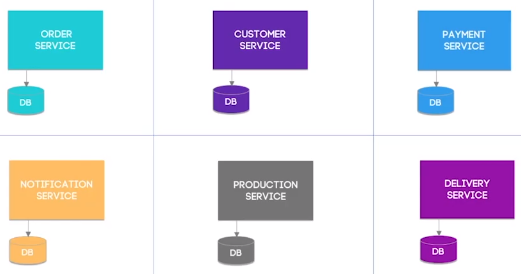 ORDER
SERVICE
DB
CUSTOMER
SERVICE
DB
PAYMENT
SERVICE
DB
NOTIFICATION
SERVICE
DB
PRODUCTION
SERVICE
DB
DELIVERY
SERVICE
DB